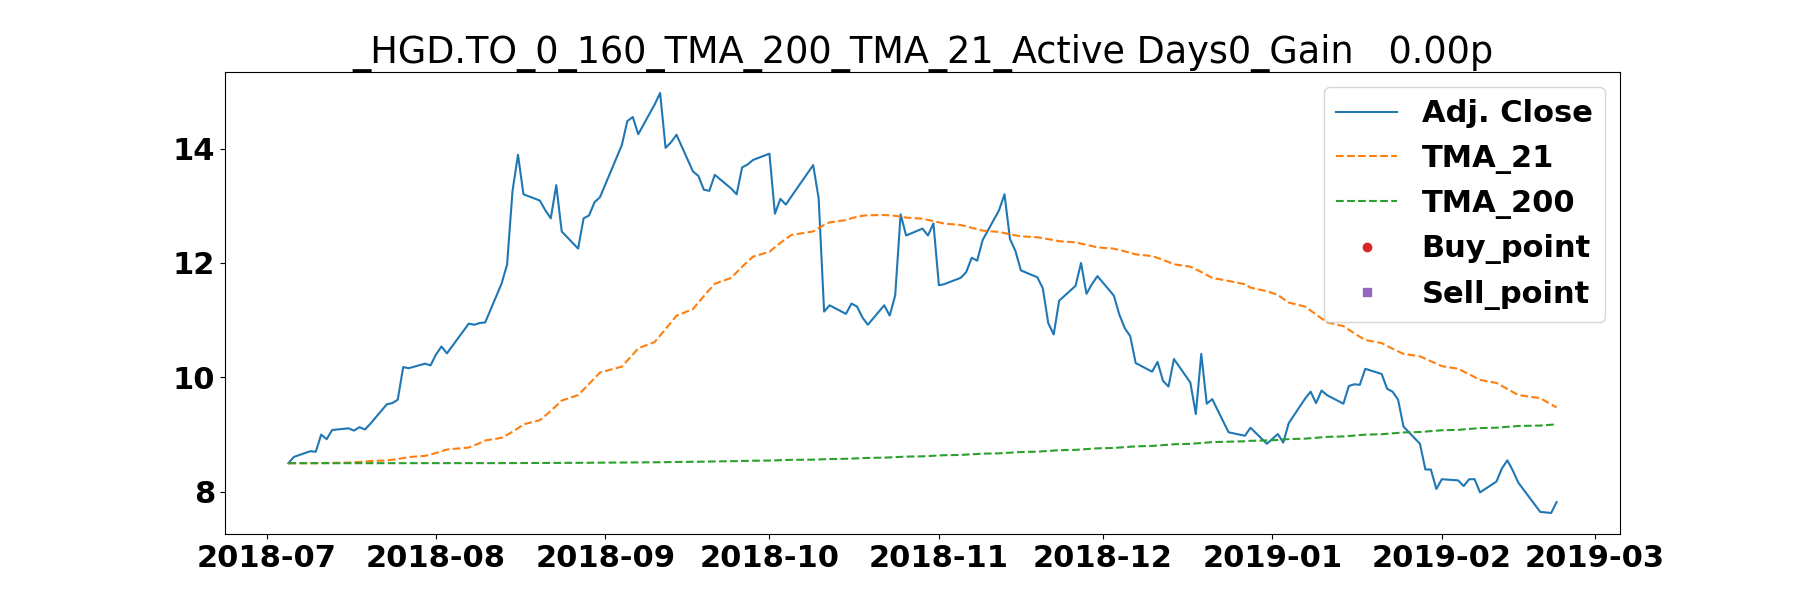 _HGD.TO_0_160_TMA_200_TMA_21_Active Days0_Gain   0.00p
Adj. Close
TMA_21
TMA_200
Buy_point
Sell_point
14
12
10
8
2018-07 2018-08 2018-09 2018-10 2018-11 2018-12 2019-01 2019-02 2019-03